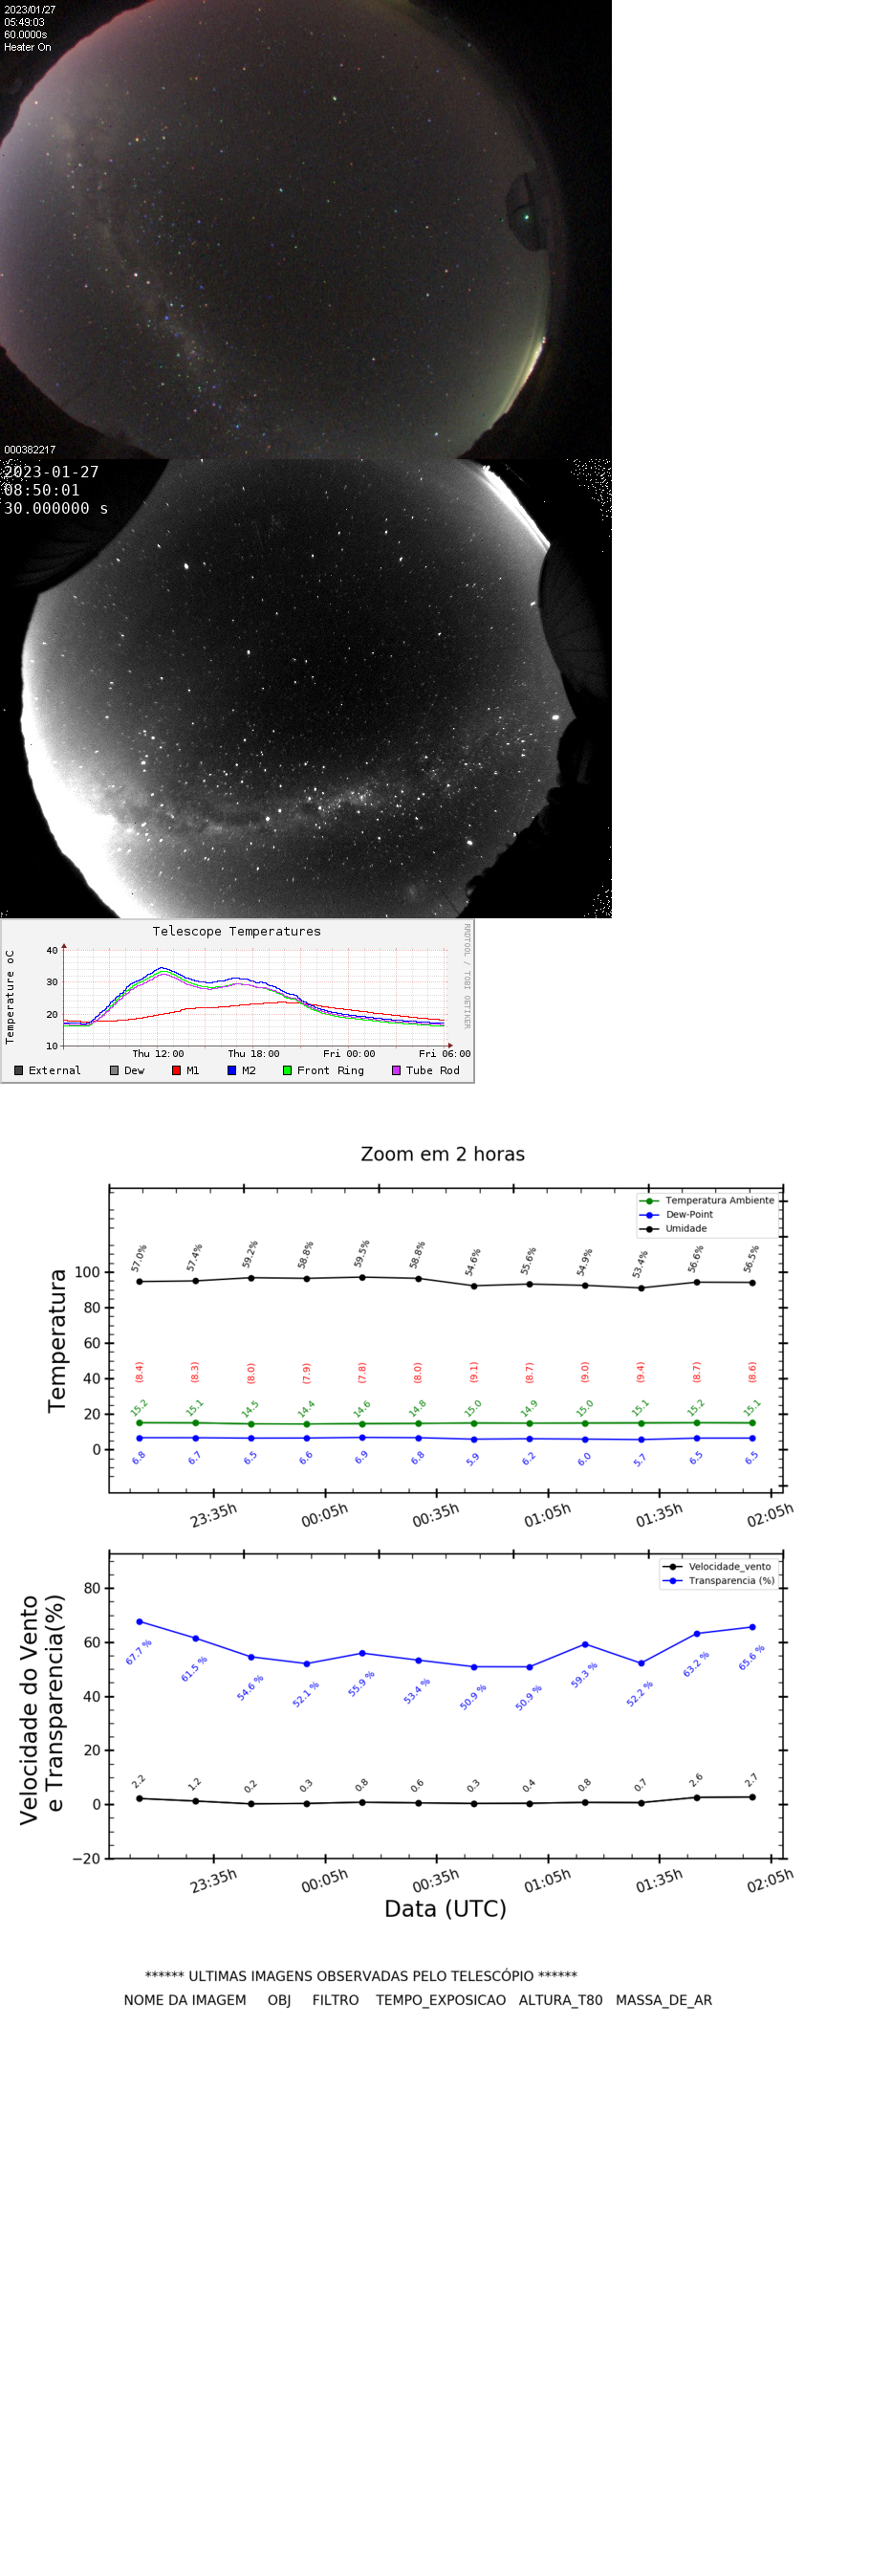 2023/01/27
05:49:03
60.0000s
Heater On
000382217
2023-01-27
08:50:01
30.000000 s
Telescope Temperatures
RRDTOOL / TOBI OETIKER
Temperature oC
40
30
20
10
Thu 12:00 Thu 18:00 Fri 00:00 Fri 06:00
External Dew M1 M2 Front Ring Tube Rod
Zoom em 2 horas
Temperatura Ambiente
Dew-Point
Umidade
Temperatura
100
80
60
40
20
0
57.0% 57.4% 59.2% 58.8% 59.5% 58.8% 54.6% 55.6% 54.9% 53.4% 56.6% 56.5%
(8.4) (8.3) (8.0) (7.9) (7.8) (8.0) (9.1) (8.7) (9.0) (9.4) (8.7) (8.6)
15.2 15.1 14.5 14.4 14.6 14.8 15.0 14.9 15.0 15.1 15.2 15.1
6.8 6.7 6.5 6.6 6.9 6.8 5.9 6.2 6.0 5.7 6.5 6.5
23:35h 00:05h 00:35h 01:05h 01:35h 02:05h
Velocidade_vento
Transparencia (%)
Velocidade do Vento
e Transparencia(%)
80
60
40
20
0
−20
67.7 % 61.5 % 54.6 % 52.1 % 55.9 % 53.4 % 50.9 % 50.9 % 59.3 % 52.2 % 63.2 % 65.6 %
2.2 1.2 0.2 0.3 0.8 0.6 0.3 0.4 0.8 0.7 2.6 2.7
23:35h 00:05h 00:35h 01:05h 01:35h 02:05h
Data (UTC)
****** ULTIMAS IMAGENS OBSERVADAS PELO TELESCÓPIO ******
NOME DA IMAGEM OBJ FILTRO TEMPO_EXPOSICAO ALTURA_T80 MASSA_DE_AR